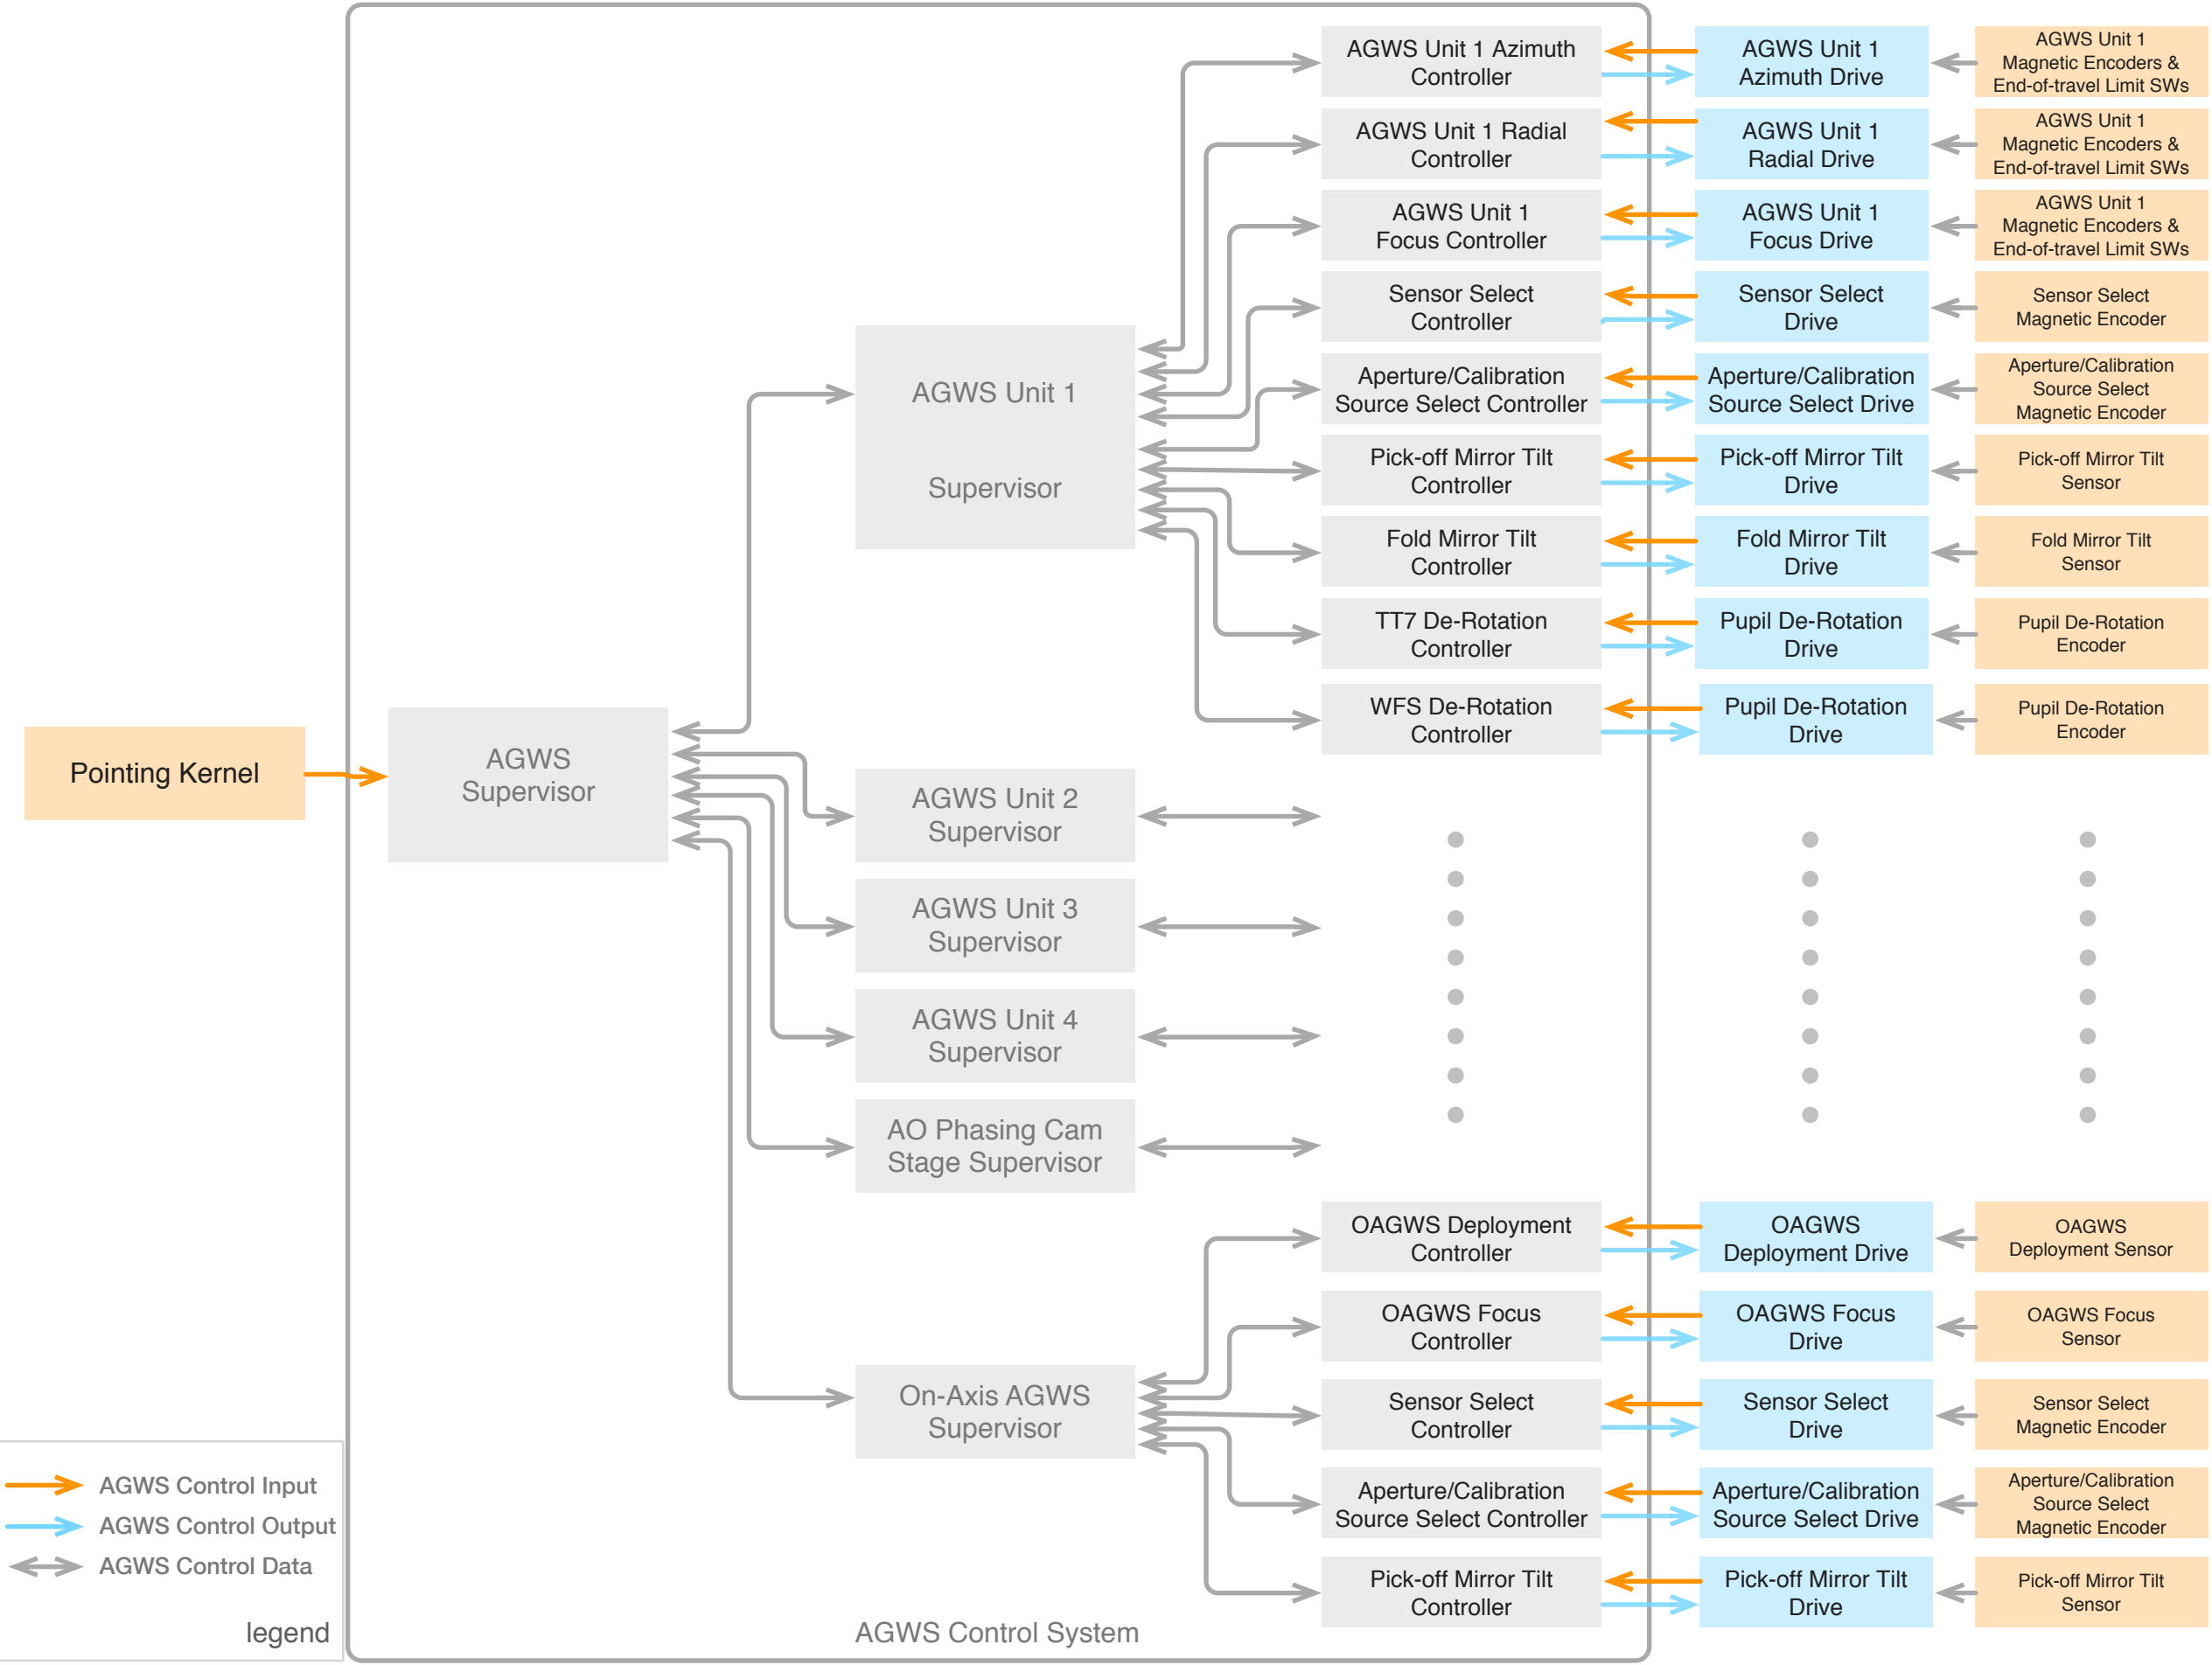 AGWS Unit 1 Azimuth
Controller
AGWS Unit 1
Azimuth Drive
AGWS Unit 1
Magnetic Encoders &
End-of-travel Limit SWs
AGWS Unit 1 Radial
Controller
AGWS Unit 1
Radial Drive
AGWS Unit 1
Magnetic Encoders &
End-of-travel Limit SWs
AGWS Unit 1
Focus Controller
AGWS Unit 1
Focus Drive
AGWS Unit 1
Magnetic Encoders &
End-of-travel Limit SWs
Sensor Select
Controller
Sensor Select
Drive
Sensor Select
Magnetic Encoder
Aperture/Calibration
Source Select Controller
Aperture/Calibration
Source Select Drive
Aperture/Calibration
Source Select
Magnetic Encoder
AGWS Unit 1
Supervisor
Pick-off Mirror Tilt
Controller
Pick-off Mirror Tilt
Drive
Pick-off Mirror Tilt
Sensor
Fold Mirror Tilt
Controller
Fold Mirror Tilt
Drive
Fold Mirror Tilt
Sensor
TT7 De-Rotation
Controller
Pupil De-Rotation
Drive
Pupil De-Rotation
Encoder
WFS De-Rotation
Controller
Pupil De-Rotation
Drive
Pupil De-Rotation
Encoder
Pointing Kernel
AGWS
Supervisor
AGWS Unit 2
Supervisor
AGWS Unit 3
Supervisor
AGWS Unit 4
Supervisor
AO Phasing Cam
Stage Supervisor
OAGWS Deployment
Controller
OAGWS
Deployment Drive
OAGWS
Deployment Sensor
OAGWS Focus
Controller
OAGWS Focus
Drive
OAGWS Focus
Sensor
On-Axis AGWS
Supervisor
Sensor Select
Controller
Sensor Select
Drive
Sensor Select
Magnetic Encoder
Aperture/Calibration
Source Select Controller
Aperture/Calibration
Source Select Drive
Aperture/Calibration
Source Select
Magnetic Encoder
Pick-off Mirror Tilt
Controller
Pick-off Mirror Tilt
Drive
Pick-off Mirror Tilt
Sensor
AGWS Control Input
AGWS Control Output
AGWS Control Data
legend
AGWS Control System